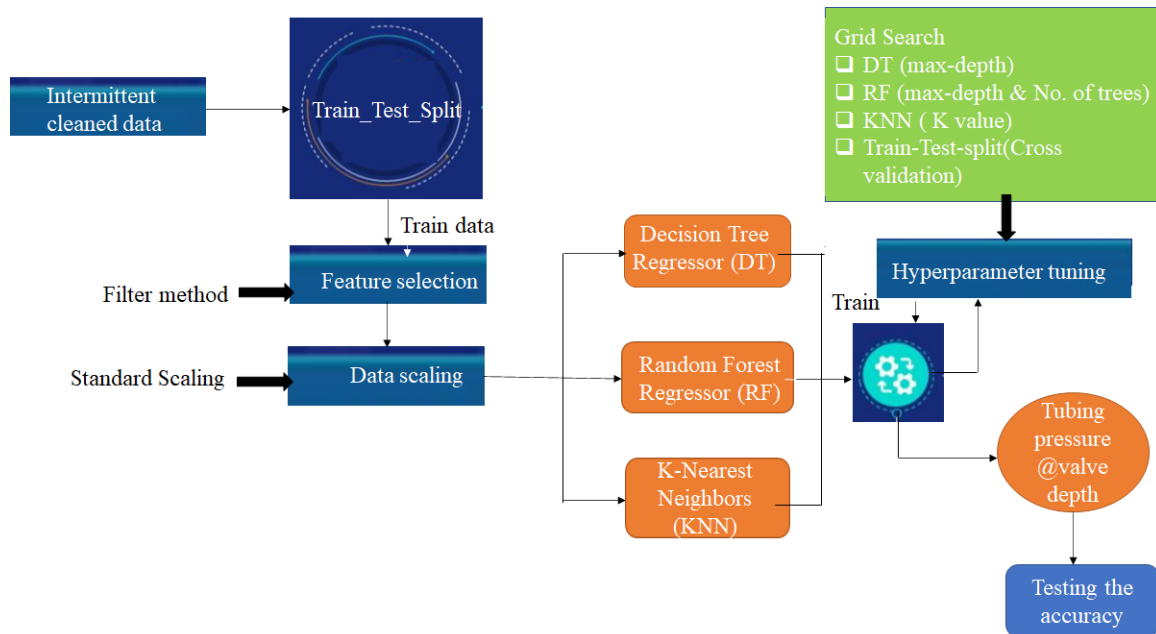 Intermittent
cleaned data
Train_Test_Split
Train data
Feature selection
Filter method
Data scaling
Standard Scaling
Decision Tree
Regressor (DT)
Random Forest
Regressor (RF)
K-Nearest
Neighbors
(KNN)
Grid Search
❑ DT (max-depth)
❑ RF (max-depth & No. of trees)
❑ KNN ( K value)
❑ Train-Test-split(Cross
validation)
Hyperparameter tuning
Train
Tubing
pressure
@valve
depth
Testing the
accuracy